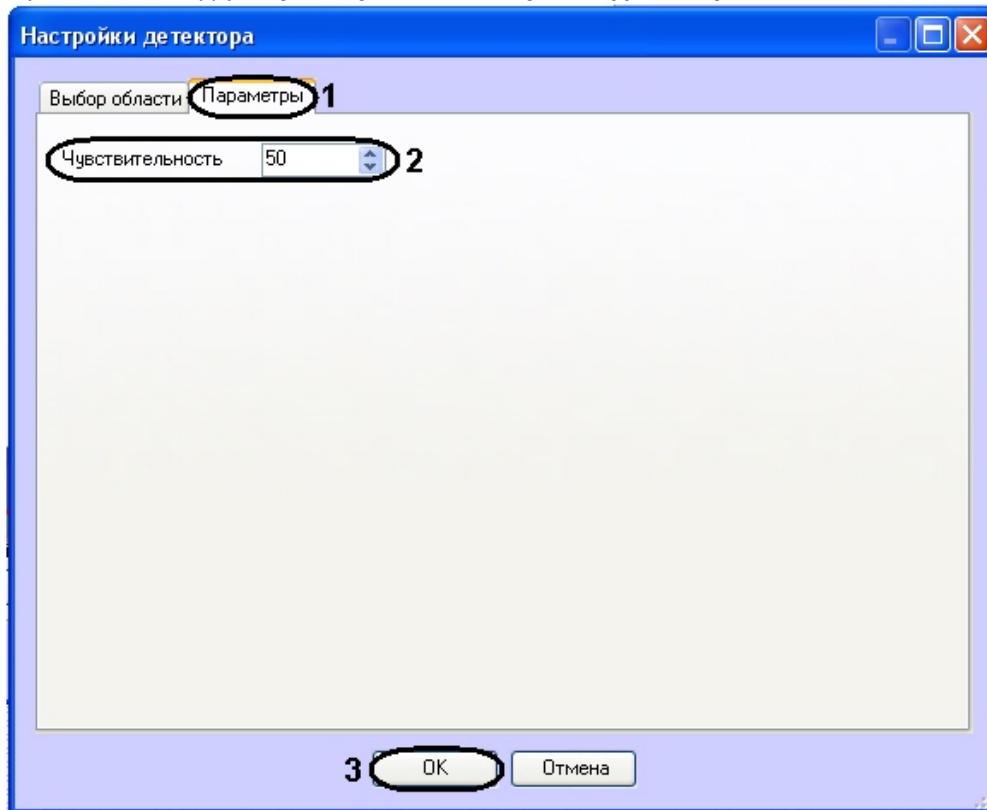 Настройки детектора
Выбор области Параметры 1
Чувствительность 50 2
3 OK Отмена